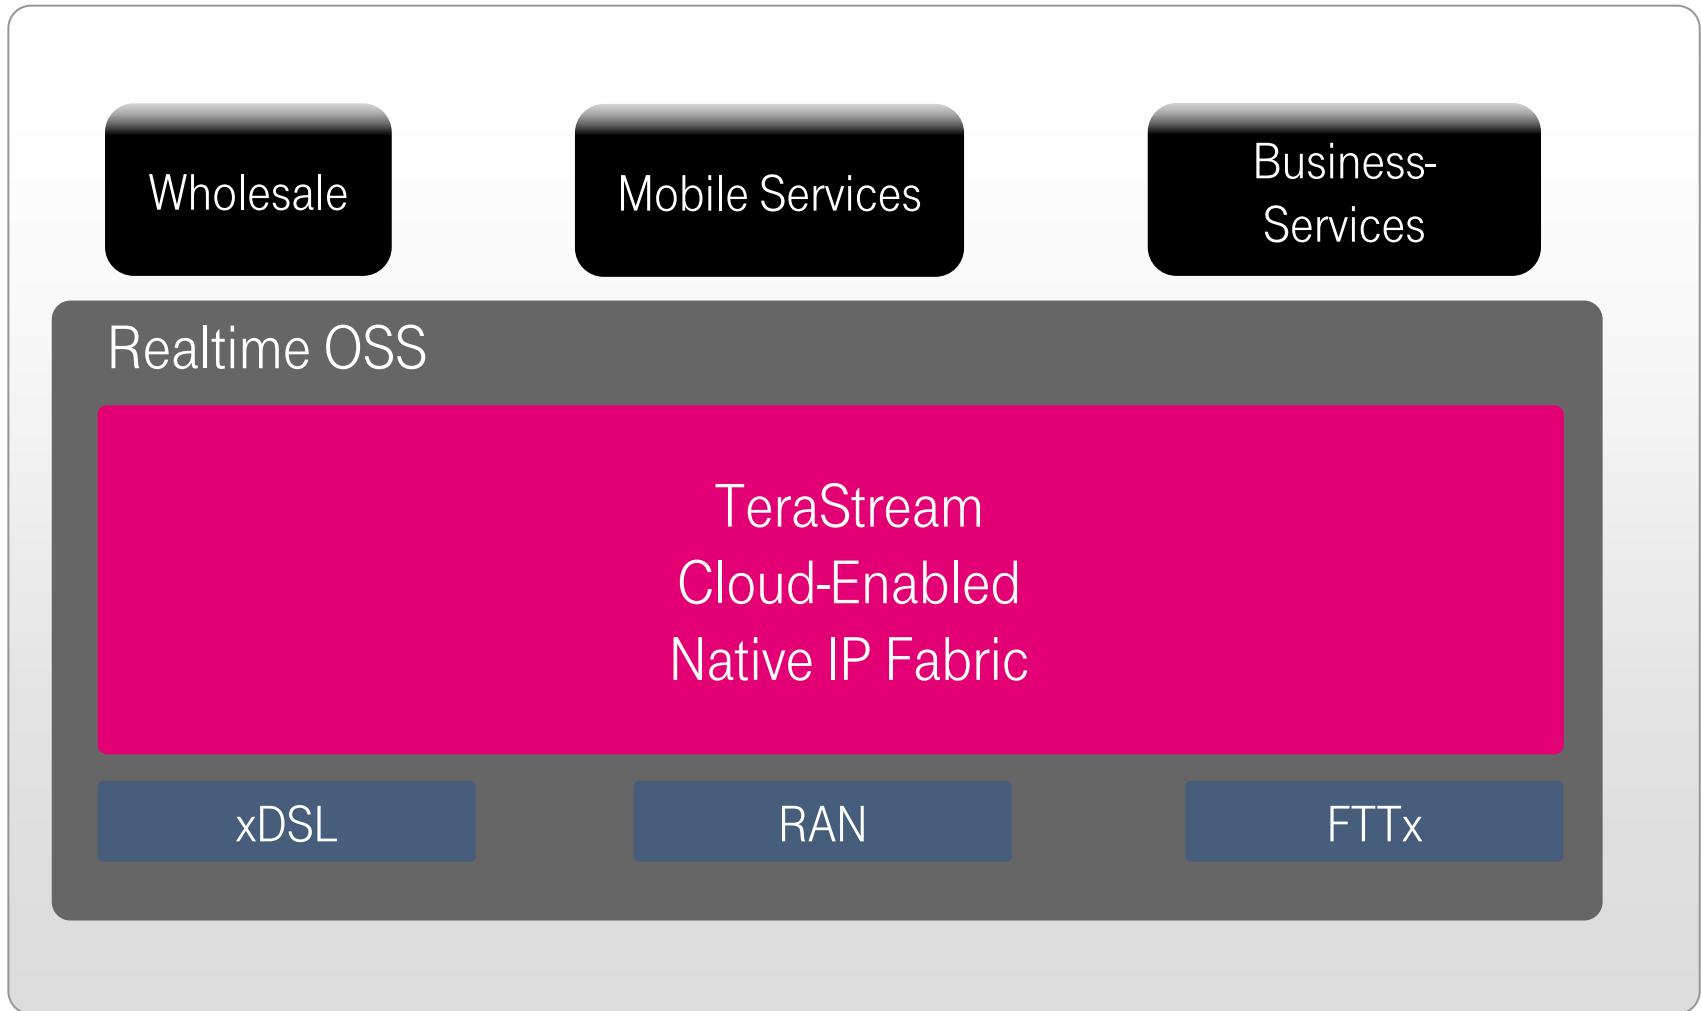 Wholesale
Mobile Services
Business-
Services
Realtime OSS
TeraStream
Cloud-Enabled
Native IP Fabric
xDSL
RAN
FTTx